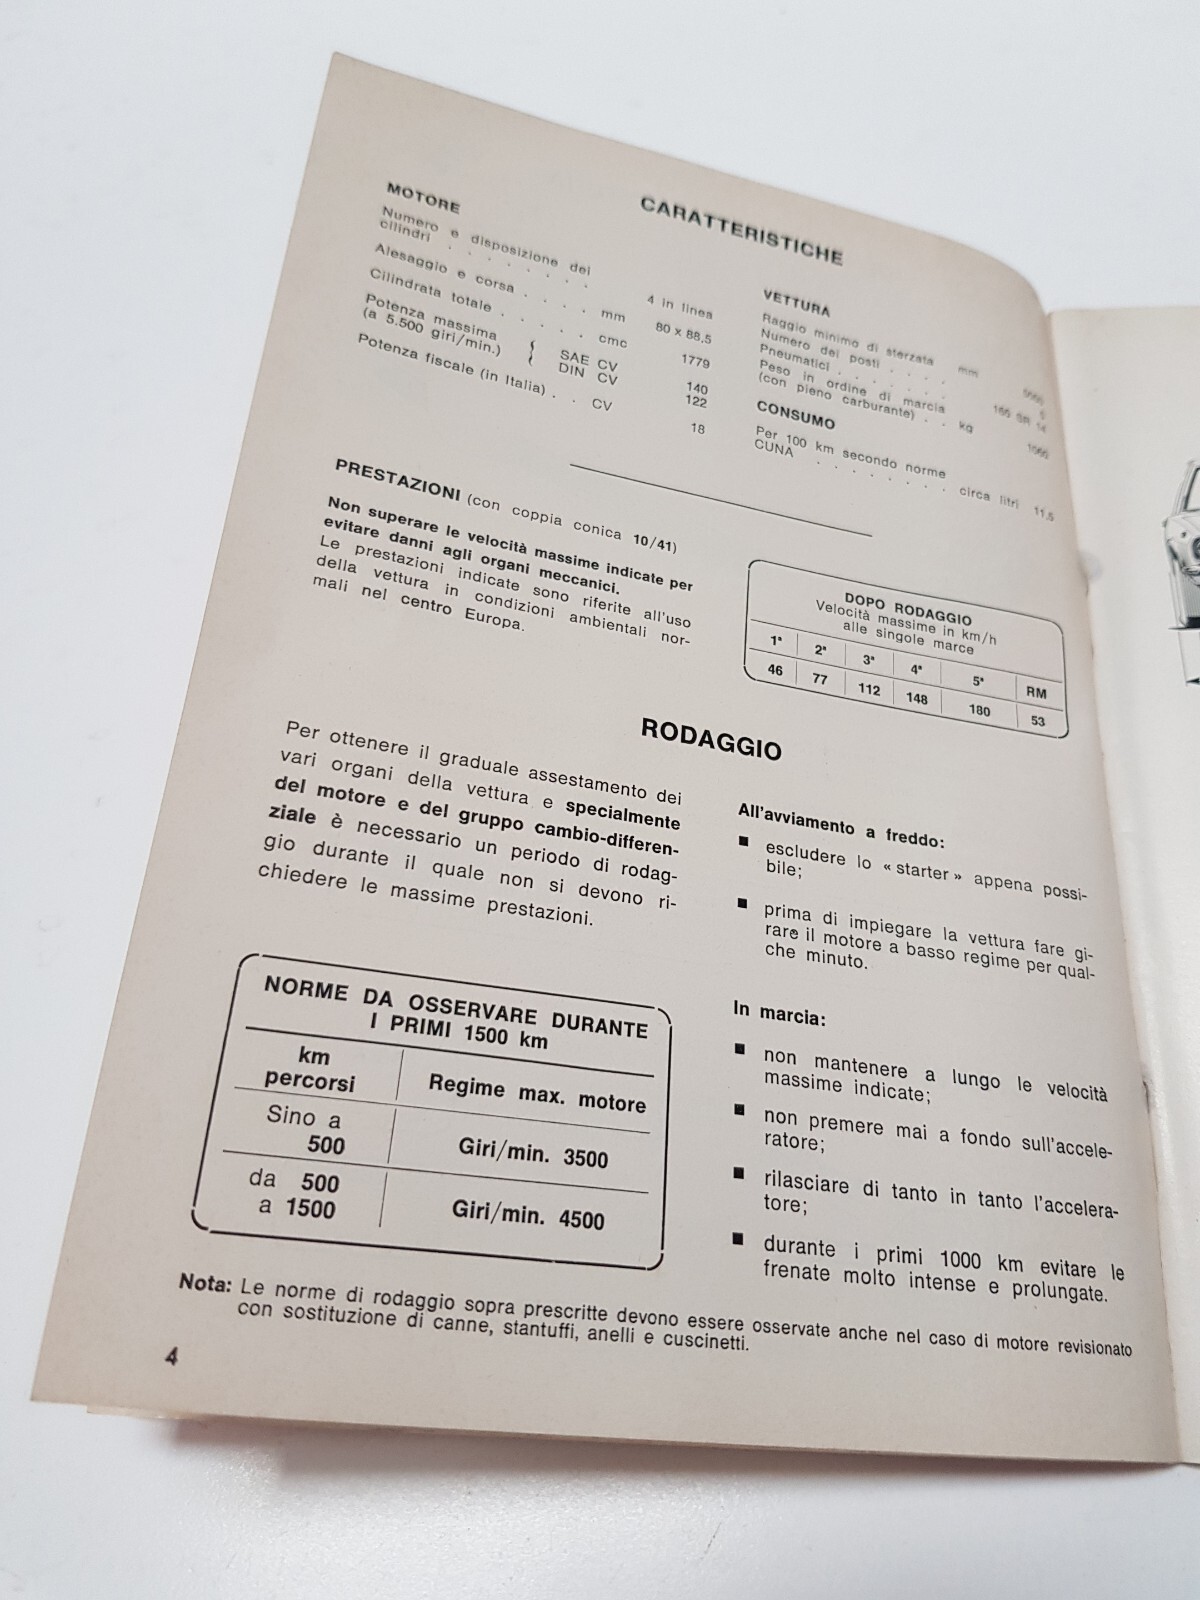 CARATTERISTICHE
MOTORE
Numero e disposizione dei
cilindri . . . . . . . 4 in linea
Alesaggio e corsa . . . . mm 80 x 88,5
Cilindrata totale . . . . . cmc 1779
Potenza massima { SAE CV 140
(a 5.500 giri/min.) { DIN CV 122
Potenza fiscale (in Italia) . . CV 18
VETTURA
Raggio minimo di sterzata mm
Numero dei posti . . . . 5
Pneumatici . . . . . .
Peso in ordine di marcia
(con pieno carburante) . . kg 1060
CONSUMO
Per 100 km secondo norme
CUNA . . . . . . . . circa litri 11,5
PRESTAZIONI (con coppia conica 10/41)
Non superare le velocità massime indicate per
evitare danni agli organi meccanici.
Le prestazioni indicate sono riferite all'uso
della vettura in condizioni ambientali nor-
mali nel centro Europa.
DOPO RODAGGIO
Velocità massime in km/h
alle singole marce
1ª 2ª 3ª 4ª 5ª RM
46 77 112 148 180 53
RODAGGIO
Per ottenere il graduale assestamento dei
vari organi della vettura e specialmente
del motore e del gruppo cambio-differen-
ziale è necessario un periodo di rodag-
gio durante il quale non si devono ri-
chiedere le massime prestazioni.
NORME DA OSSERVARE DURANTE
I PRIMI 1500 km
km
percorsi Regime max. motore
Sino a
500 Giri/min. 3500
da 500
a 1500 Giri/min. 4500
All'avviamento a freddo:
■ escludere lo « starter » appena possi-
bile;
■ prima di impiegare la vettura fare gi-
rare il motore a basso regime per qual-
che minuto.
In marcia:
■ non mantenere a lungo le velocità
massime indicate;
■ non premere mai a fondo sull'accele-
ratore;
■ rilasciare di tanto in tanto l'accelera-
tore;
■ durante i primi 1000 km evitare le
frenate molto intense e prolungate.
Nota: Le norme di rodaggio sopra prescritte devono essere osservate anche nel caso di motore revisionato
con sostituzione di canne, stantuffi, anelli e cuscinetti.
4